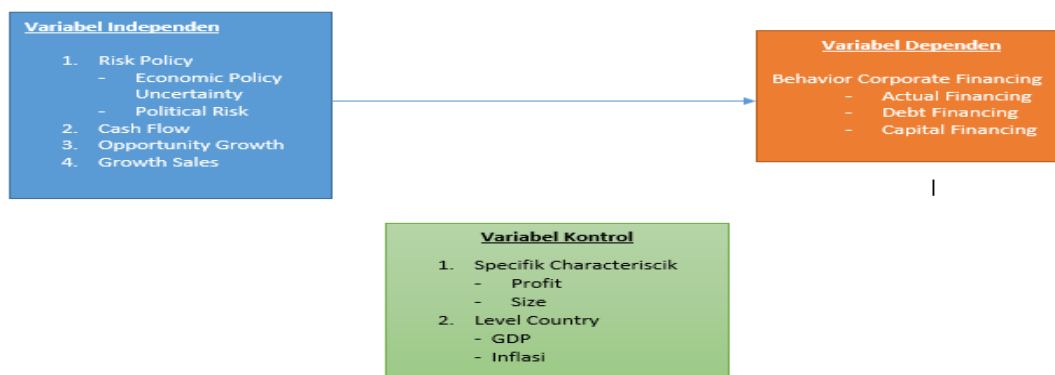 Variabel Independen
1. Risk Policy
- Economic Policy
Uncertainty
- Political Risk
2. Cash Flow
3. Opportunity Growth
4. Growth Sales
Variabel Dependen
Behavior Corporate Financing
- Actual Financing
- Debt Financing
- Capital Financing
Variabel Kontrol
1. Specifik Characteriscik
- Profit
- Size
2. Level Country
- GDP
- Inflasi